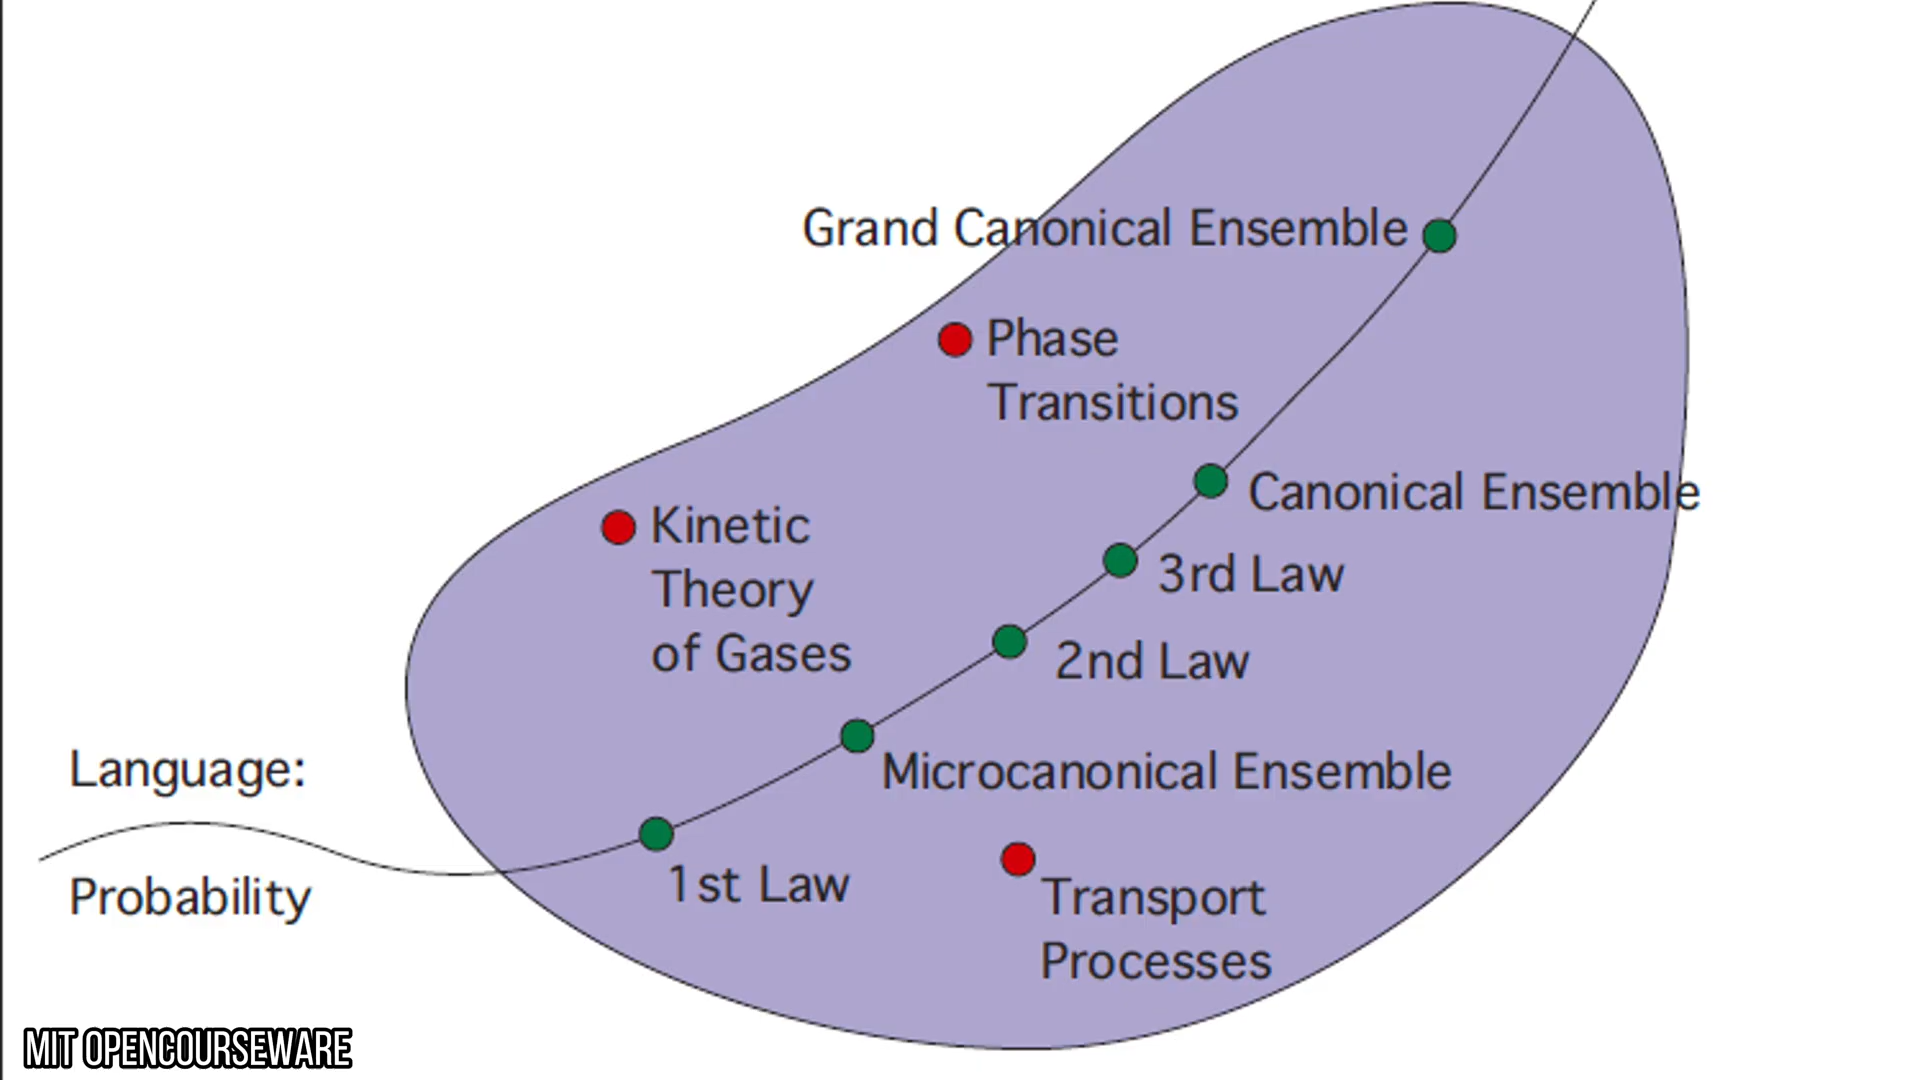 Grand Canonical Ensemble
Phase
Transitions
Canonical Ensemble
Kinetic
Theory
of Gases
3rd Law
2nd Law
Microcanonical Ensemble
Language:
Probability
1st Law
Transport
Processes
MIT OPENCOURSEWARE